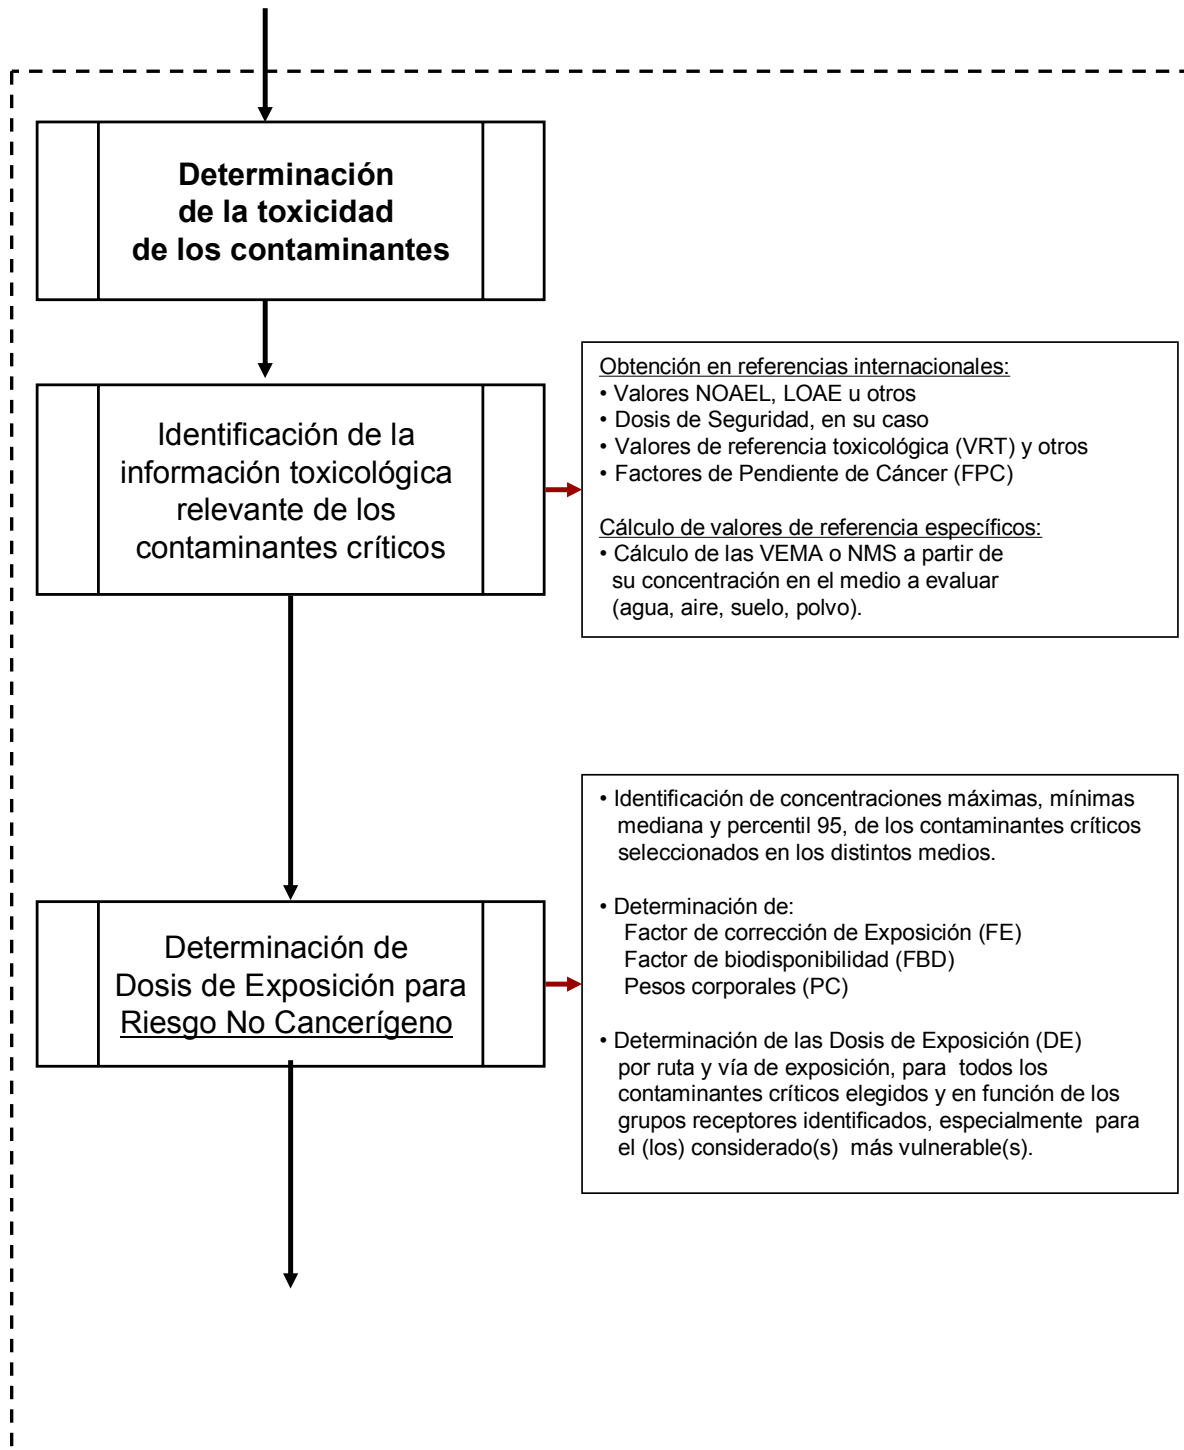 Determinación
de la toxicidad
de los contaminantes
Identificación de la
información toxicológica
relevante de los
contaminantes críticos
Obtención en referencias internacionales:
• Valores NOAEL, LOAE u otros
• Dosis de Seguridad, en su caso
• Valores de referencia toxicológica (VRT) y otros
• Factores de Pendiente de Cáncer (FPC)
Cálculo de valores de referencia específicos:
• Cálculo de las VEMA o NMS a partir de
su concentración en el medio a evaluar
(agua, aire, suelo, polvo).
Determinación de
Dosis de Exposición para
Riesgo No Cancerígeno
• Identificación de concentraciones máximas, mínimas
mediana y percentil 95, de los contaminantes críticos
seleccionados en los distintos medios.
• Determinación de:
Factor de corrección de Exposición (FE)
Factor de biodisponibilidad (FBD)
Pesos corporales (PC)
• Determinación de las Dosis de Exposición (DE)
por ruta y vía de exposición, para todos los
contaminantes críticos elegidos y en función de los
grupos receptores identificados, especialmente para
el (los) considerado(s) más vulnerable(s).